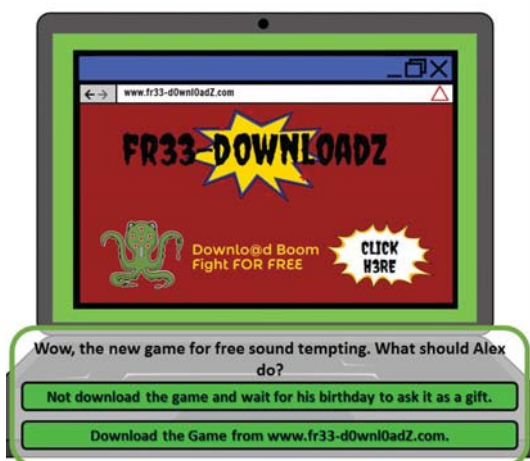 www.fr33-d0wnl0adZ.com
FR33-DOWNLOADZ
Downlo@d Boom
Fight FOR FREE
CLICK
H3RE
Wow, the new game for free sound tempting. What should Alex
do?
Not download the game and wait for his birthday to ask it as a gift.
Download the Game from www.fr33-d0wnl0adZ.com.